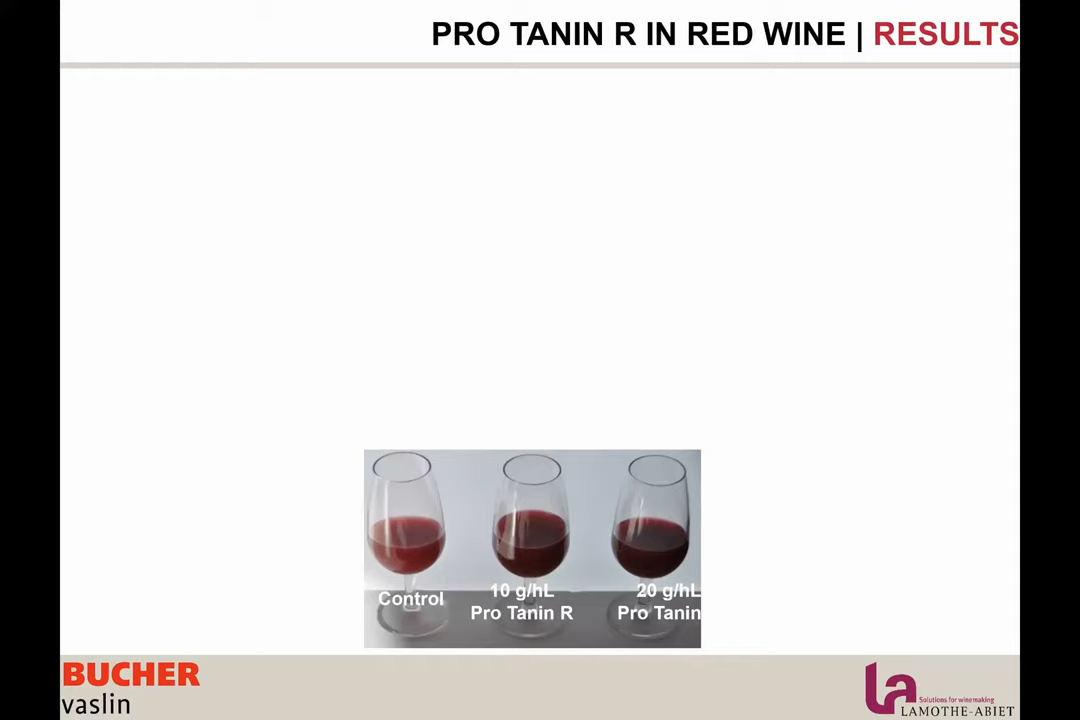 PRO TANIN R IN RED WINE | RESULTS
Control
10 g/hL
Pro Tanin R
20 g/hL
Pro Tanin
BUCHER
vaslin
la
Solutions for winemaking
LAMOTHE-ABIET